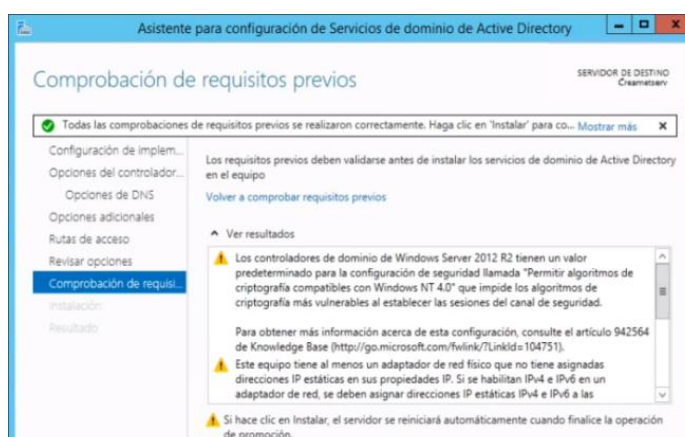 Asistente para configuración de Servicios de dominio de Active Directory
Comprobación de requisitos previos
SERVIDOR DE DESTINO
Creametserv
Todas las comprobaciones de requisitos previos se realizaron correctamente. Haga clic en 'Instalar' para co... Mostrar más
Configuración de implem...
Opciones del controlador...
Opciones de DNS
Opciones adicionales
Rutas de acceso
Revisar opciones
Comprobación de requisi...
Instalación
Resultado
Los requisitos previos deben validarse antes de instalar los servicios de dominio de Active Directory
en el equipo
Volver a comprobar requisitos previos
Ver resultados
Los controladores de dominio de Windows Server 2012 R2 tienen un valor
predeterminado para la configuración de seguridad llamada "Permitir algoritmos de
criptografía compatibles con Windows NT 4.0" que impide los algoritmos de
criptografía más vulnerables al establecer las sesiones del canal de seguridad.
Para obtener más información acerca de esta configuración, consulte el artículo 942564
de Knowledge Base (http://go.microsoft.com/fwlink/?LinkId=104751).
Este equipo tiene al menos un adaptador de red físico que no tiene asignadas
direcciones IP estáticas en sus propiedades IP. Si se habilitan IPv4 e IPv6 en un
adaptador de red, se deben asignar direcciones IP estáticas IPv4 e IPv6 a las
Si hace clic en Instalar, el servidor se reiniciará automáticamente cuando finalice la operación
de promoción.